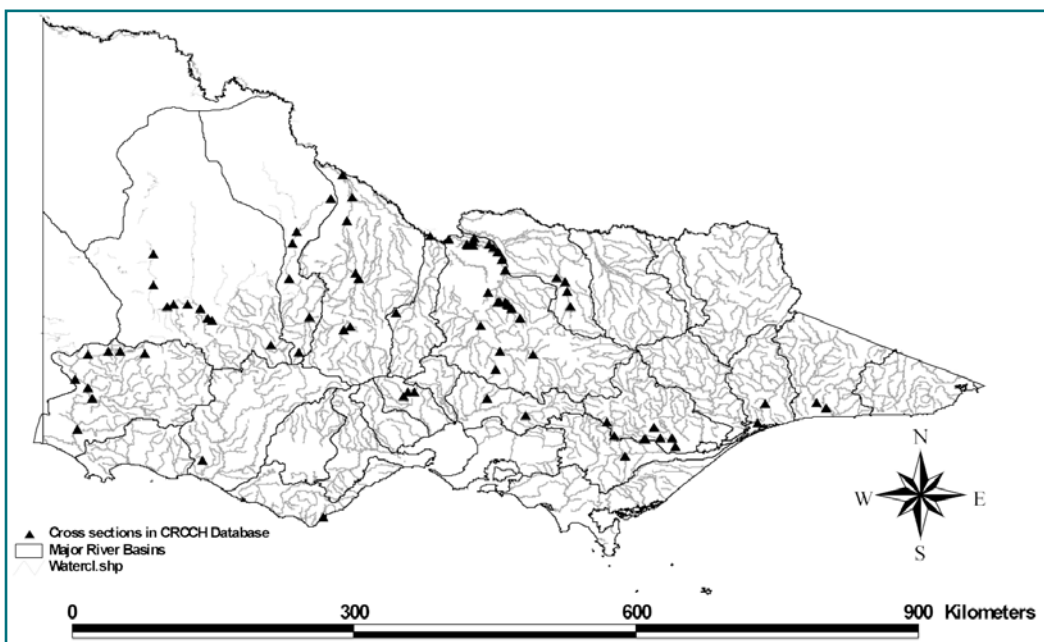 N
W E
S
Cross sections in CRCCH Database
Major River Basins
Watercl.shp
0 300 600 900 Kilometers